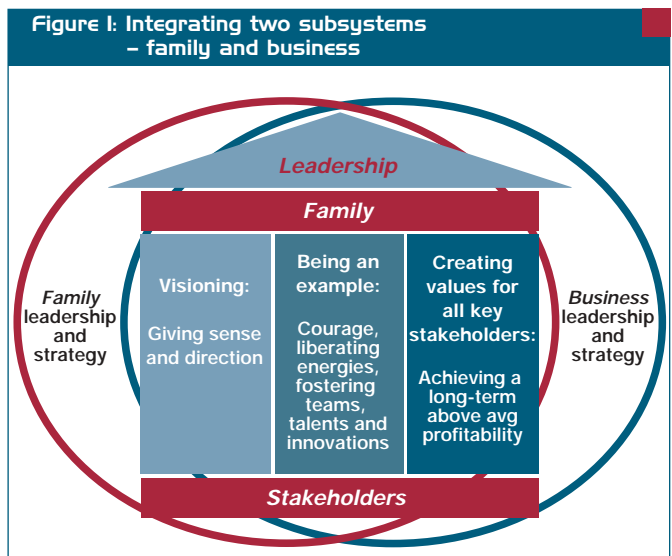 Figure 1: Integrating two subsystems
– family and business
Leadership
Family
Family
leadership
and
strategy
Visioning:
Giving sense
and direction
Being an
example:
Courage,
liberating
energies,
fostering
teams,
talents and
innovations
Creating
values for
all key
stakeholders:
Achieving a
long-term
above avg
profitability
Business
leadership
and
strategy
Stakeholders